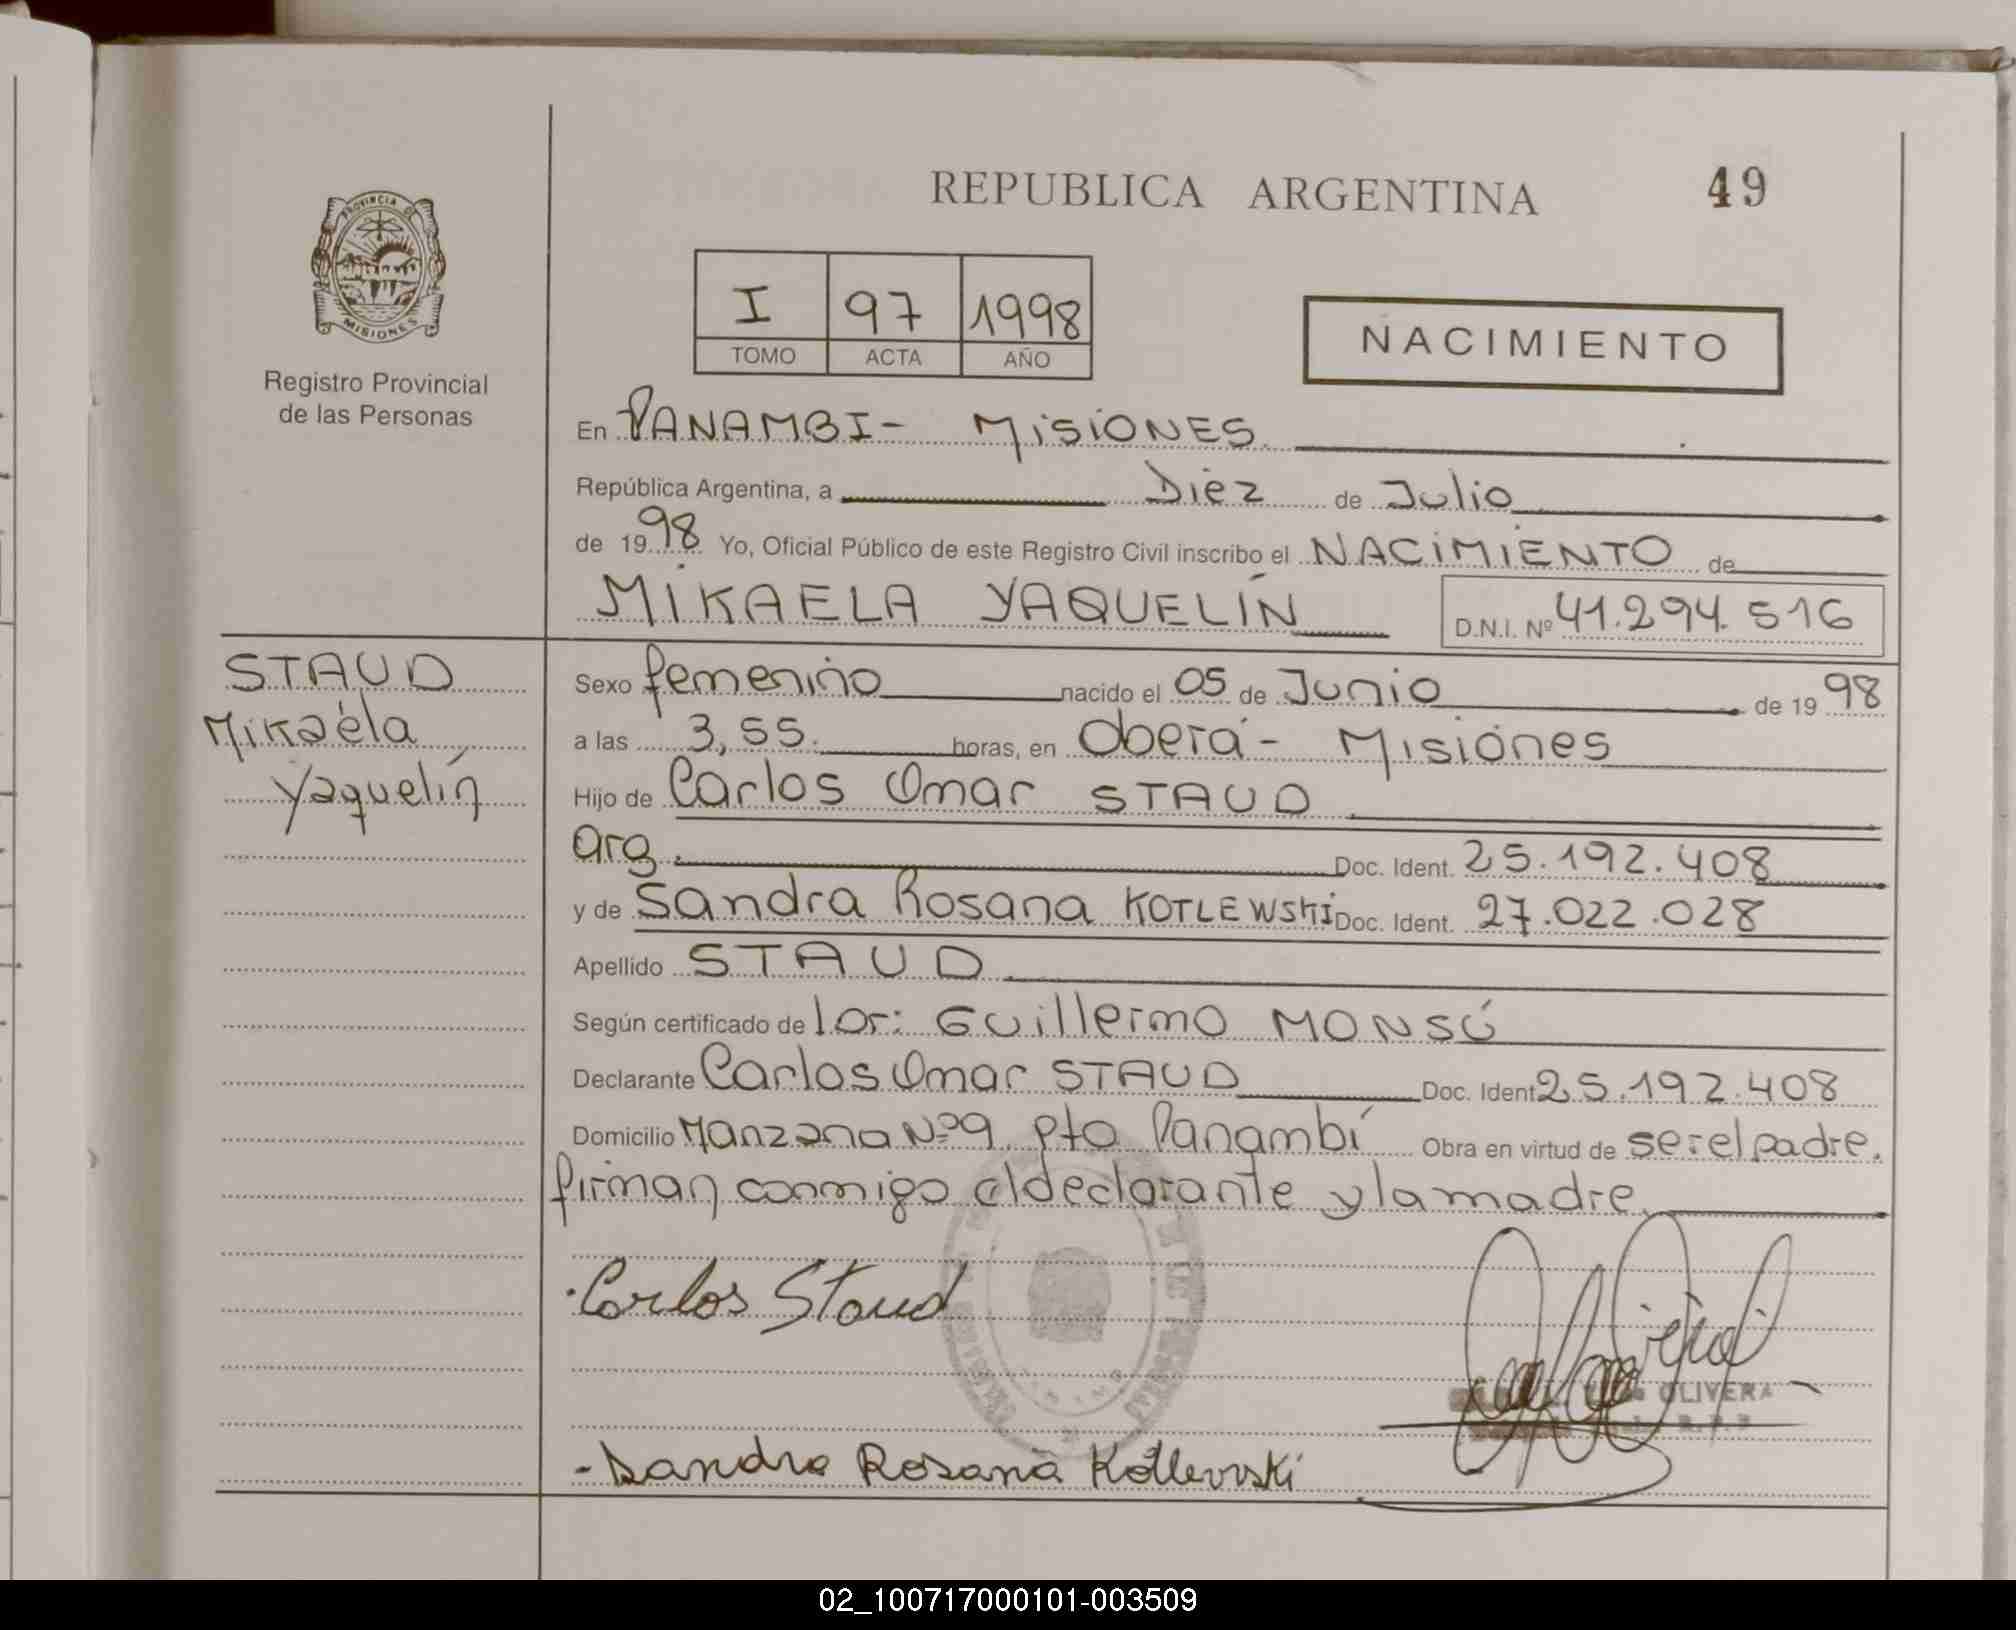 REPUBLICA ARGENTINA 49
PROVINCIA DE
MISIONES
Registro Provincial
de las Personas
I 97 1998
TOMO ACTA AÑO
NACIMIENTO
En PANAMBI - MISIONES
República Argentina, a Diez de Julio
de 1998 Yo, Oficial Público de este Registro Civil inscribo el NACIMIENTO de
MIKAELA YAQUELÍN D.N.I. Nº 41.294.516
STAUD
Mikaela
Yaquelín
Sexo femenino nacido el 05 de Junio de 1998
a las 3,55. horas, en Oberá - Misiones
Hijo de Carlos Omar STAUD
arg. Doc. Ident. 25.192.408
y de Sandra Rosana KOTLEWSKI Doc. Ident. 27.022.028
Apellido STAUD
Según certificado de Guillermo MONSÚ
Declarante Carlos Omar STAUD Doc. Ident. 25.192.408
Domicilio Manzana Nº 9 Pto Panambí Obra en virtud de ser el padre.
firman conmigo el declarante y la madre.
Carlos Staud
OLIVERA
- Sandra Rosana Kotlewski
02_100717000101-003509